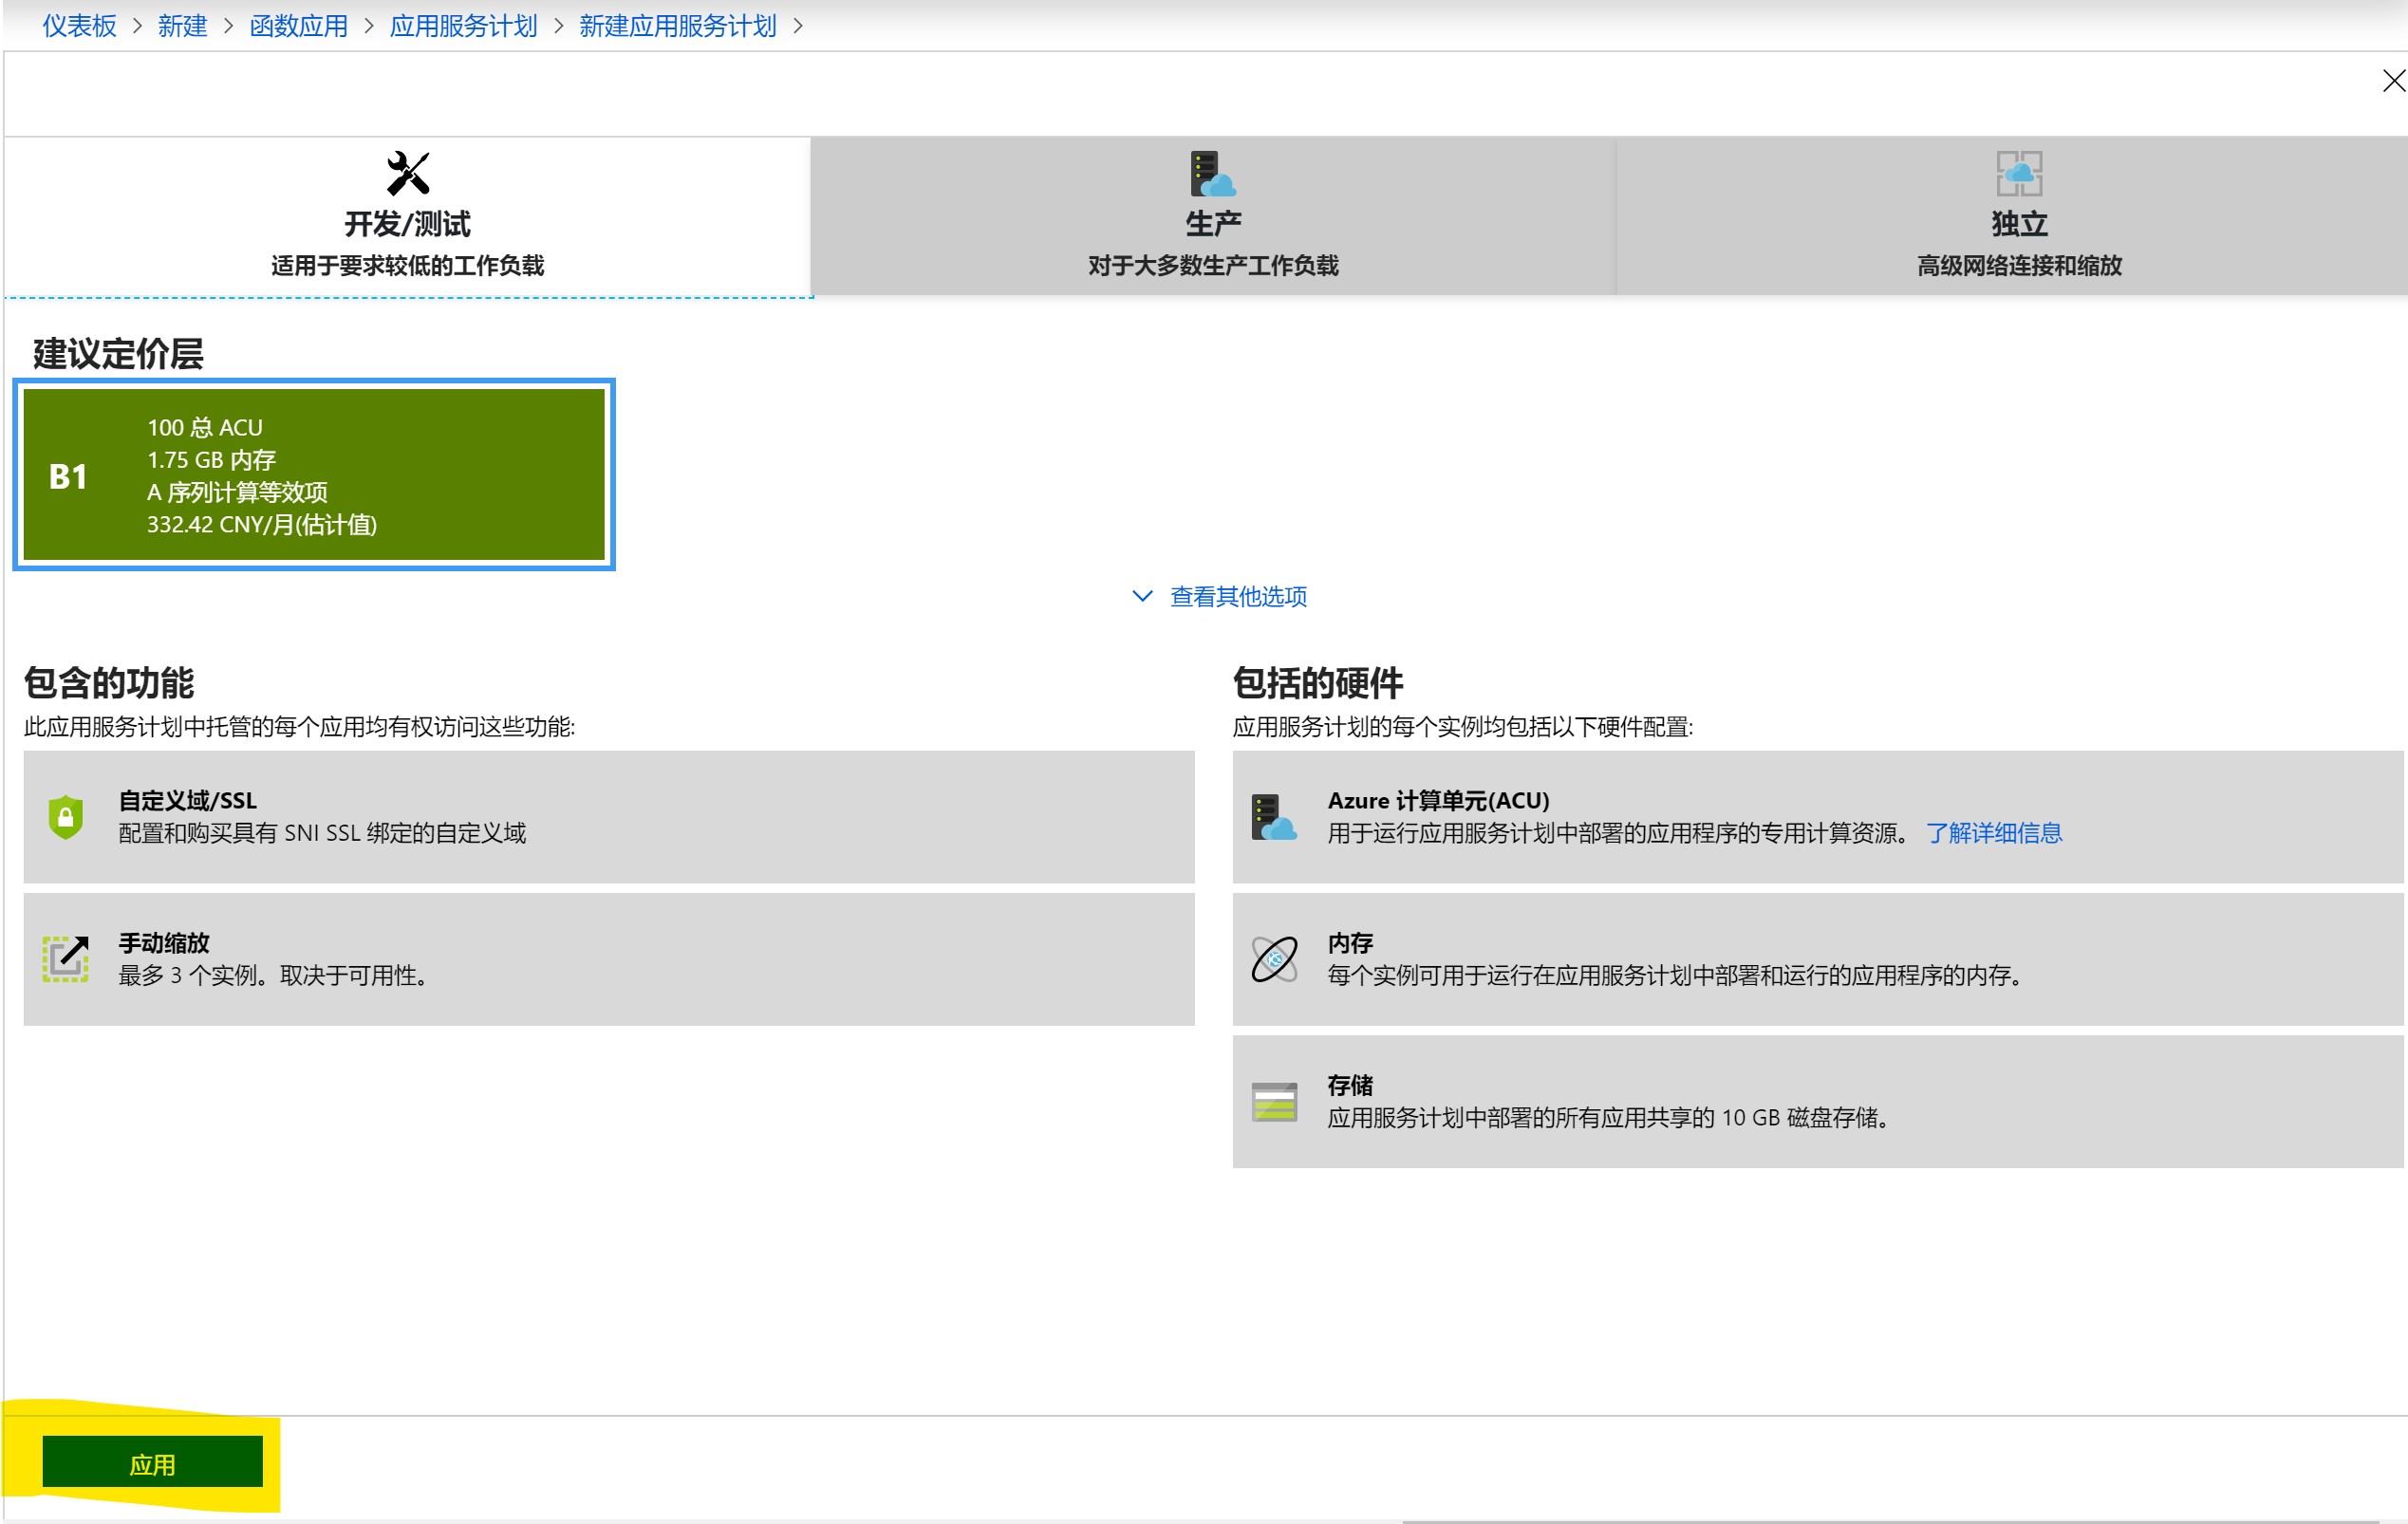 仪表板 > 新建 > 函数应用 > 应用服务计划 > 新建应用服务计划 >
开发/测试
适用于要求较低的工作负载
生产
对于大多数生产工作负载
独立
高级网络连接和缩放
建议定价层
B1
100 总 ACU
1.75 GB 内存
A 序列计算等效项
332.42 CNY/月(估计值)
查看其他选项
包含的功能
此应用服务计划中托管的每个应用均有权访问这些功能:
自定义域/SSL
配置和购买具有 SNI SSL 绑定的自定义域
手动缩放
最多 3 个实例。取决于可用性。
包括的硬件
应用服务计划的每个实例均包括以下硬件配置:
Azure 计算单元(ACU)
用于运行应用服务计划中部署的应用程序的专用计算资源。 了解详细信息
内存
每个实例可用于运行在应用服务计划中部署和运行的应用程序的内存。
存储
应用服务计划中部署的所有应用共享的 10 GB 磁盘存储。
应用